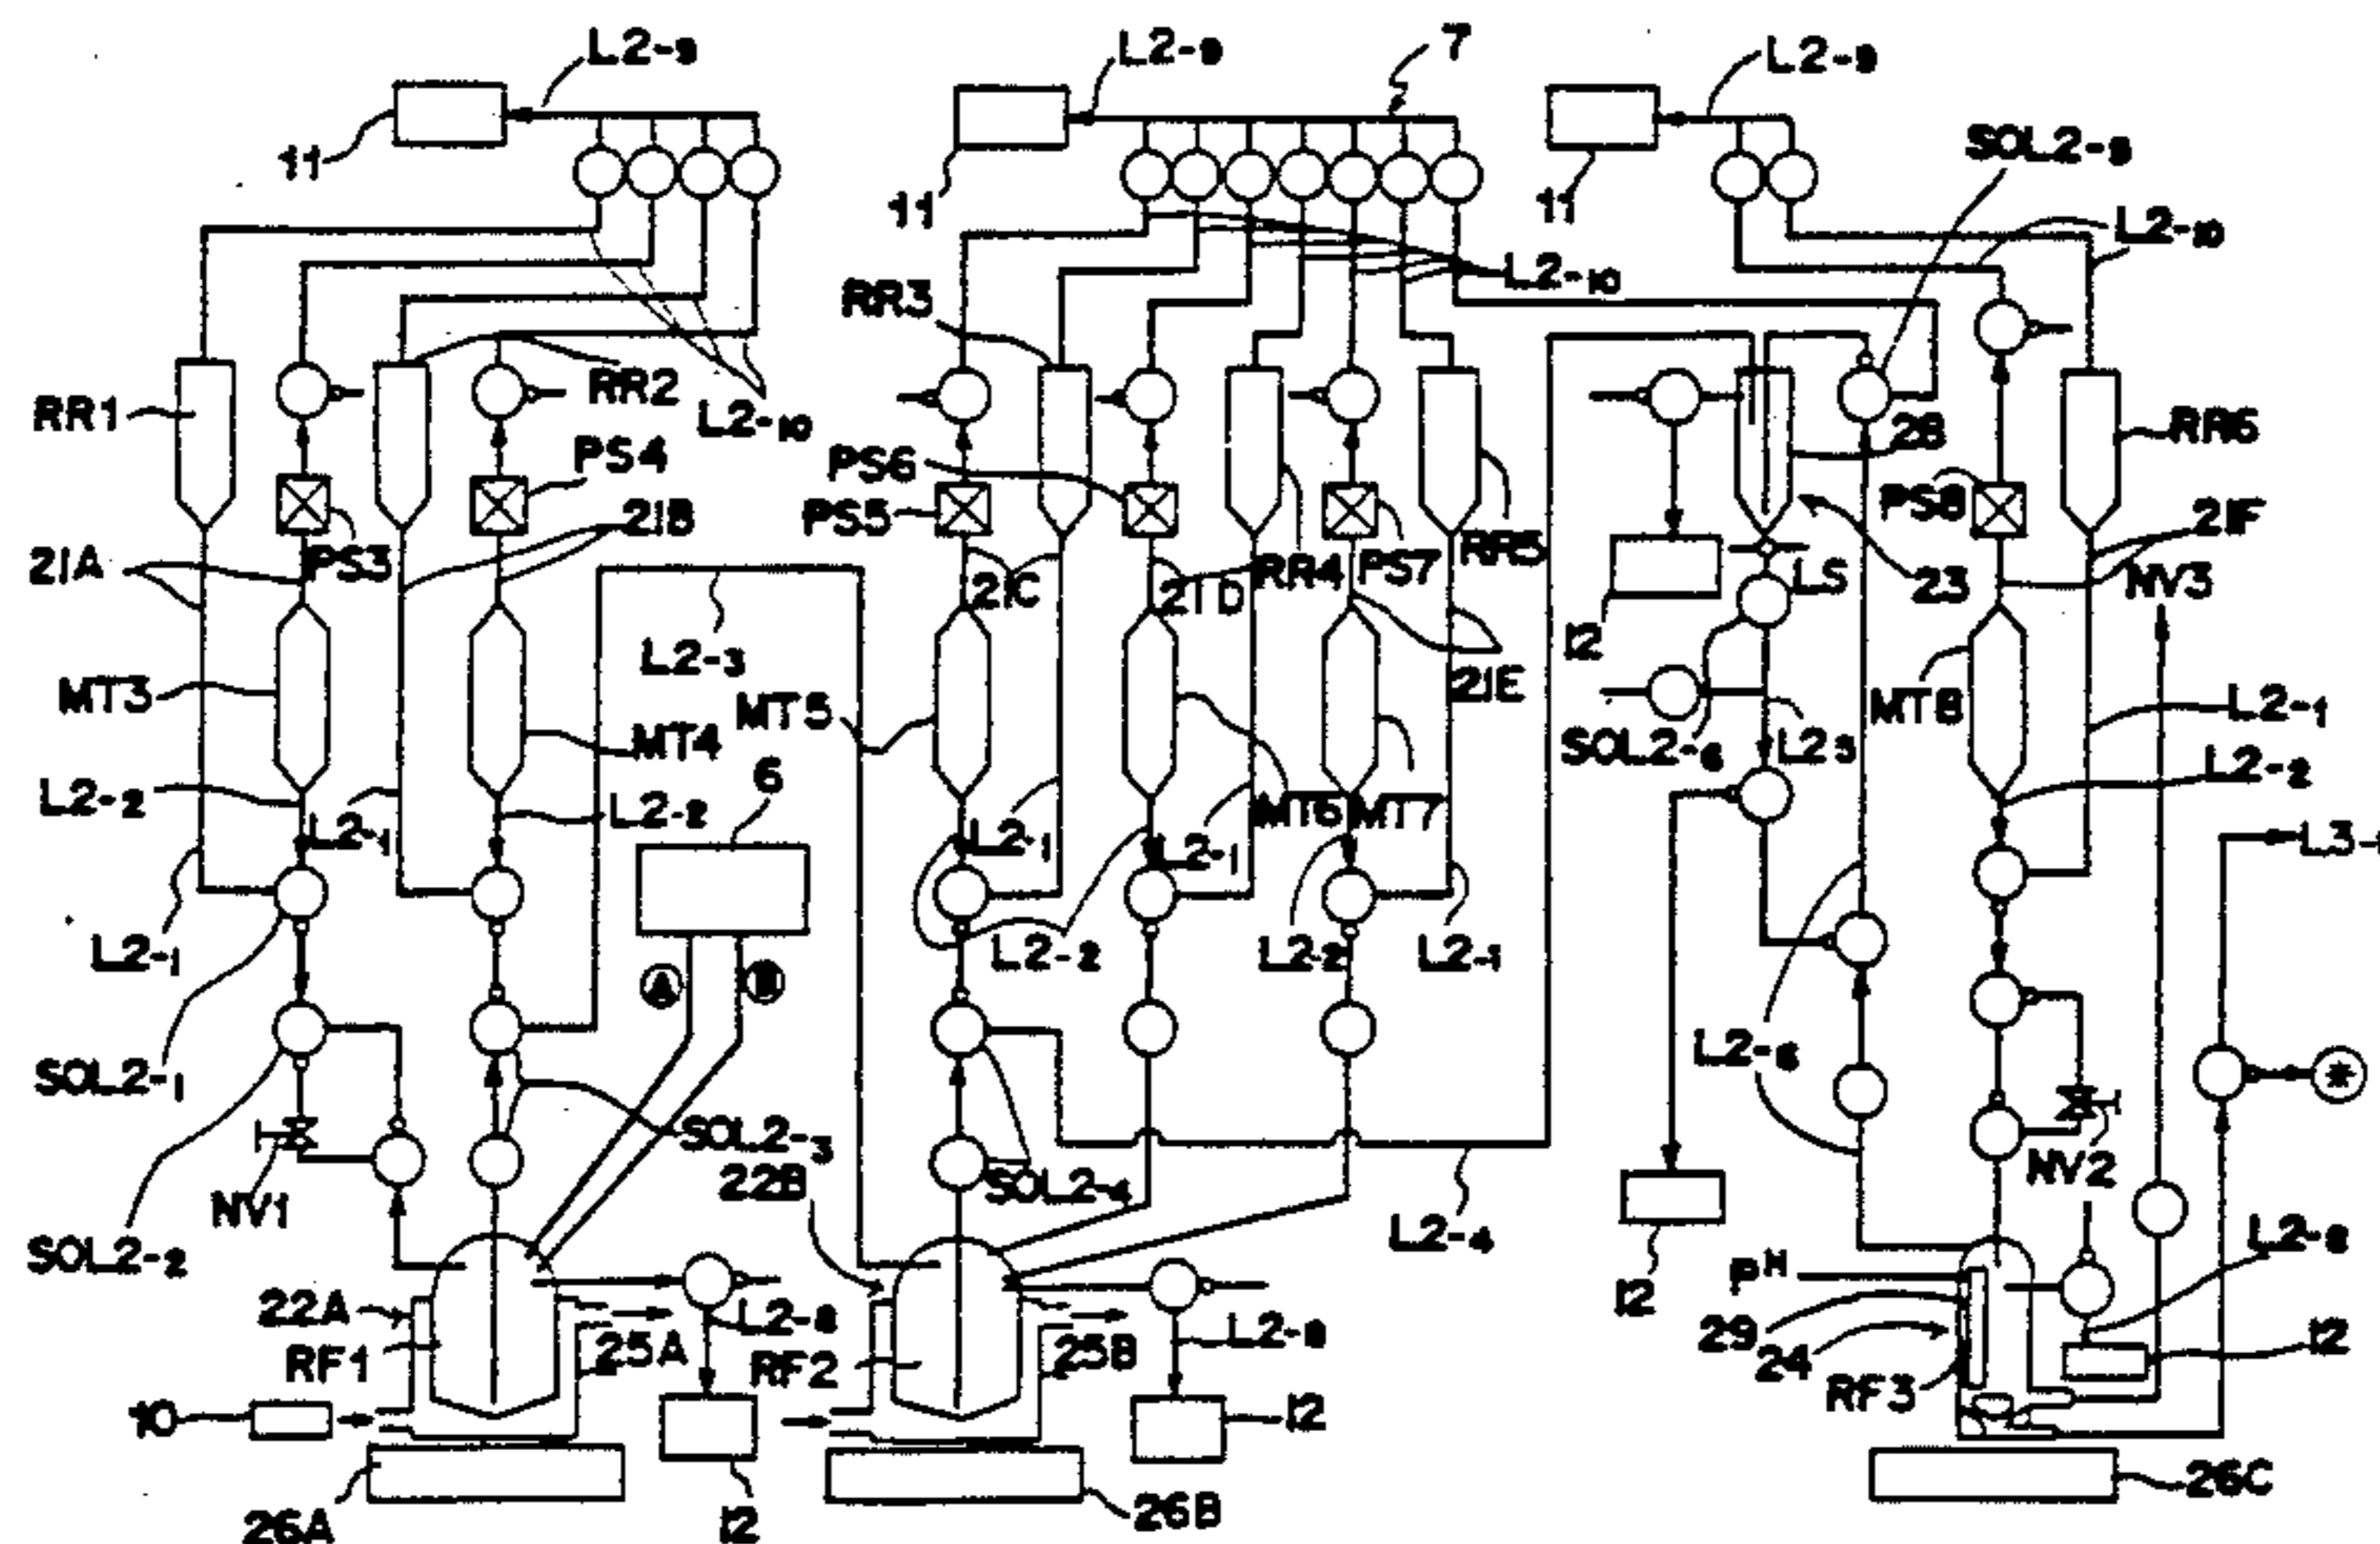 L2-9
L2-9
7
L2-9
11
11
11
SOL2-5
L2-10
L2-10
RR3
RR1
RR2
L2-10
PS4
PS6
28
RR6
PS5
PS8
21B
21F
21A
PS3
21C
21D
RR4
PS7
RR5
LS
23
NV3
12
L2-3
21E
MT3
MT5
MT8
L2-1
MT4
SOL2-6
L2-5
6
L2-2
L2-2
L2-1
L2-2
MT6
MT7
L2-1
L2-1
L2-1
L2-2
L2-2
L2-1
A
B
L2-6
SOL2-1
*
SOL2-3
22B
SOL2-4
NV1
NV2
L2-4
L2-8
SOL2-2
PH
12
22A
L2-8
L2-8
29
12
RF1
25A
RF2
25B
24
RF3
10
12
26A
12
26B
26C